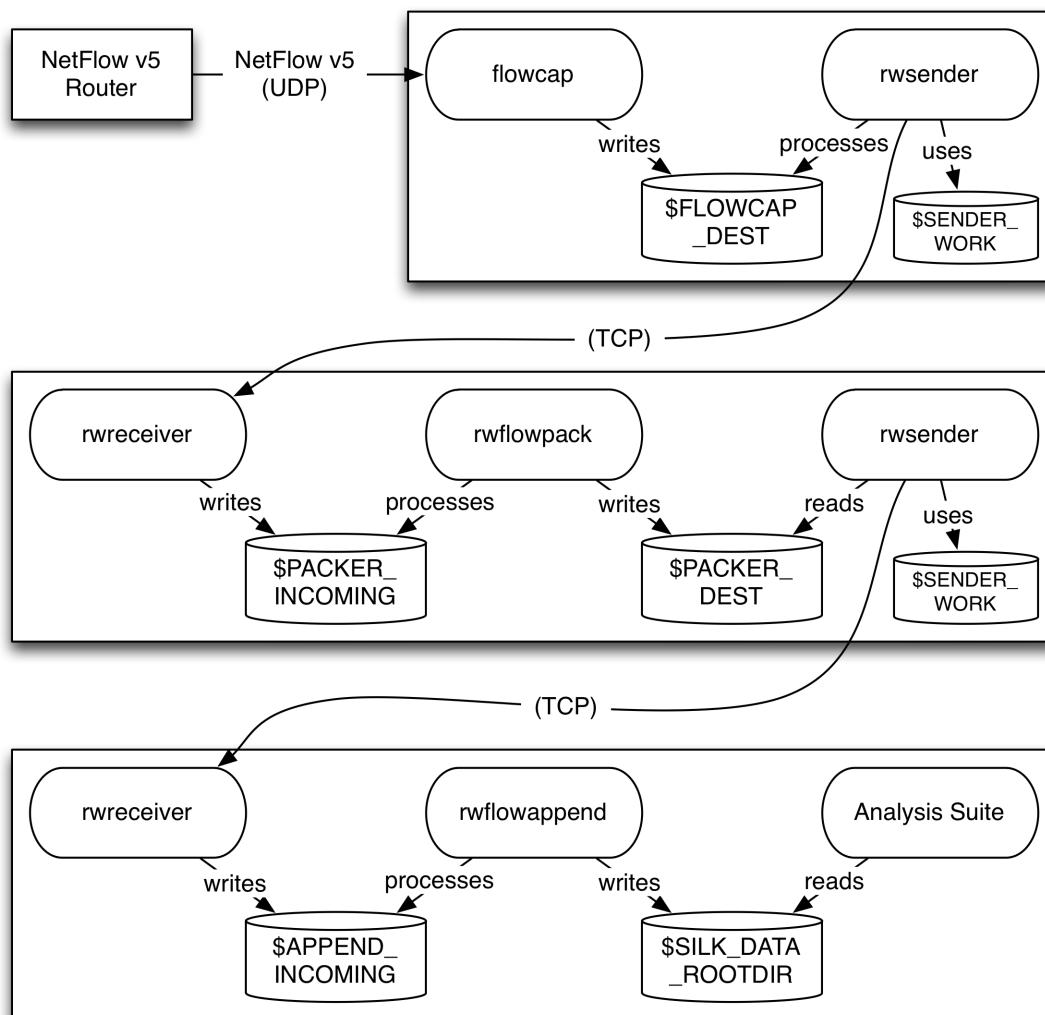 NetFlow v5
Router
NetFlow v5
(UDP)
flowcap
rwsender
writes
processes
uses
$FLOWCAP
_DEST
$SENDER_
WORK
(TCP)
rwreceiver
rwflowpack
rwsender
writes
processes
writes
reads
uses
$PACKER_
INCOMING
$PACKER_
DEST
$SENDER_
WORK
(TCP)
rwreceiver
rwflowappend
Analysis Suite
writes
processes
writes
reads
$APPEND_
INCOMING
$SILK_DATA
_ROOTDIR